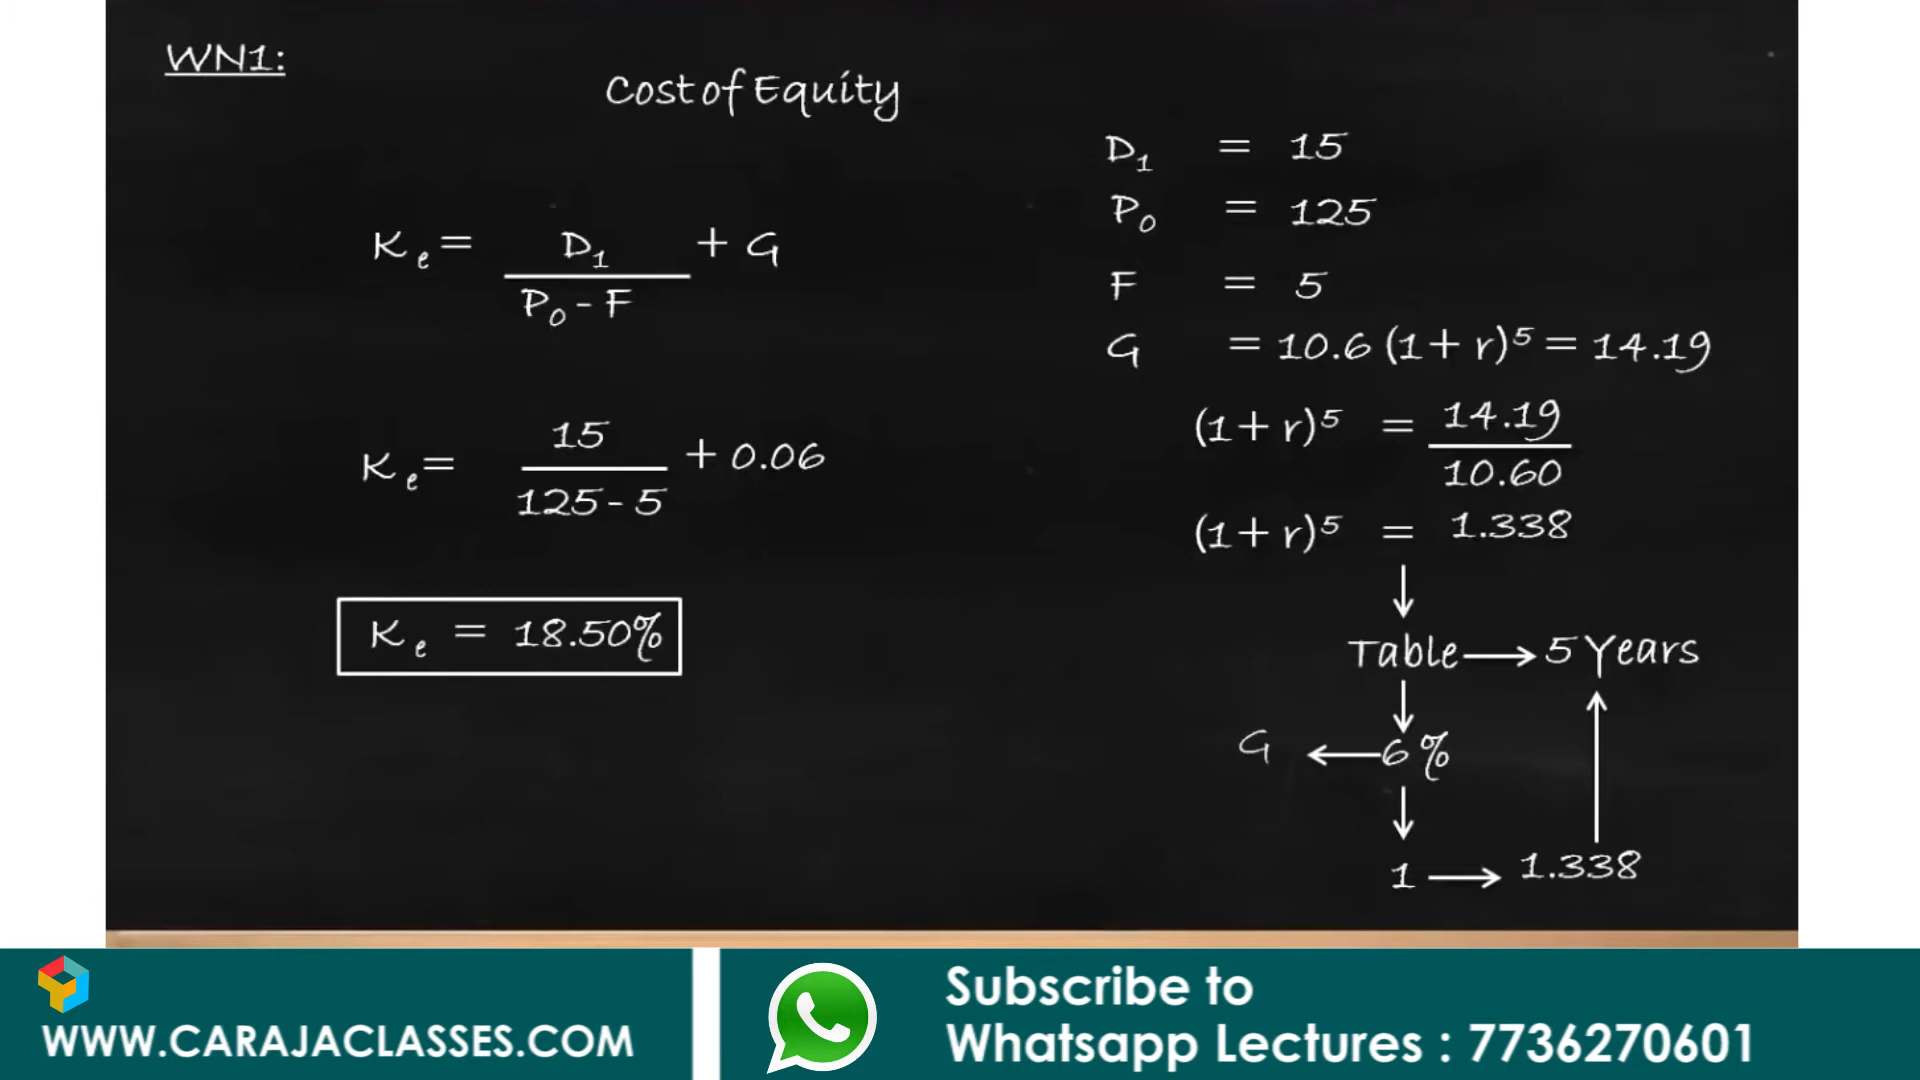 WN1:
Cost of Equity
Ke = D1 / P0 - F + G
Ke = 15 / 125 - 5 + 0.06
Ke = 18.50%
D1 = 15
P0 = 125
F = 5
G = 10.6 (1 + r)^5 = 14.19
(1 + r)^5 = 14.19 / 10.60
(1 + r)^5 = 1.338
Table → 5 Years
G ← 6 %
1 → 1.338
WWW.CARAJACLASSES.COM
Subscribe to
Whatsapp Lectures : 7736270601